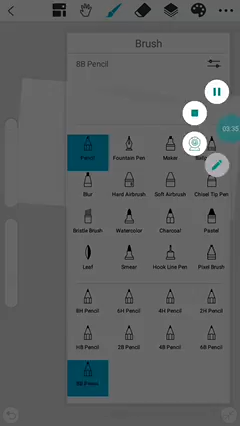 Brush
8B Pencil
03:35
Pencil
Fountain Pen
Maker
Blur
Hard Airbrush
Soft Airbrush
Chisel Tip Pen
Bristle Brush
Watercolor
Charcoal
Pastel
Leaf
Smear
Hook Line Pen
Pixel Brush
8H Pencil
6H Pencil
4H Pencil
2H Pencil
HB Pencil
2B Pencil
4B Pencil
6B Pencil
8B Pencil